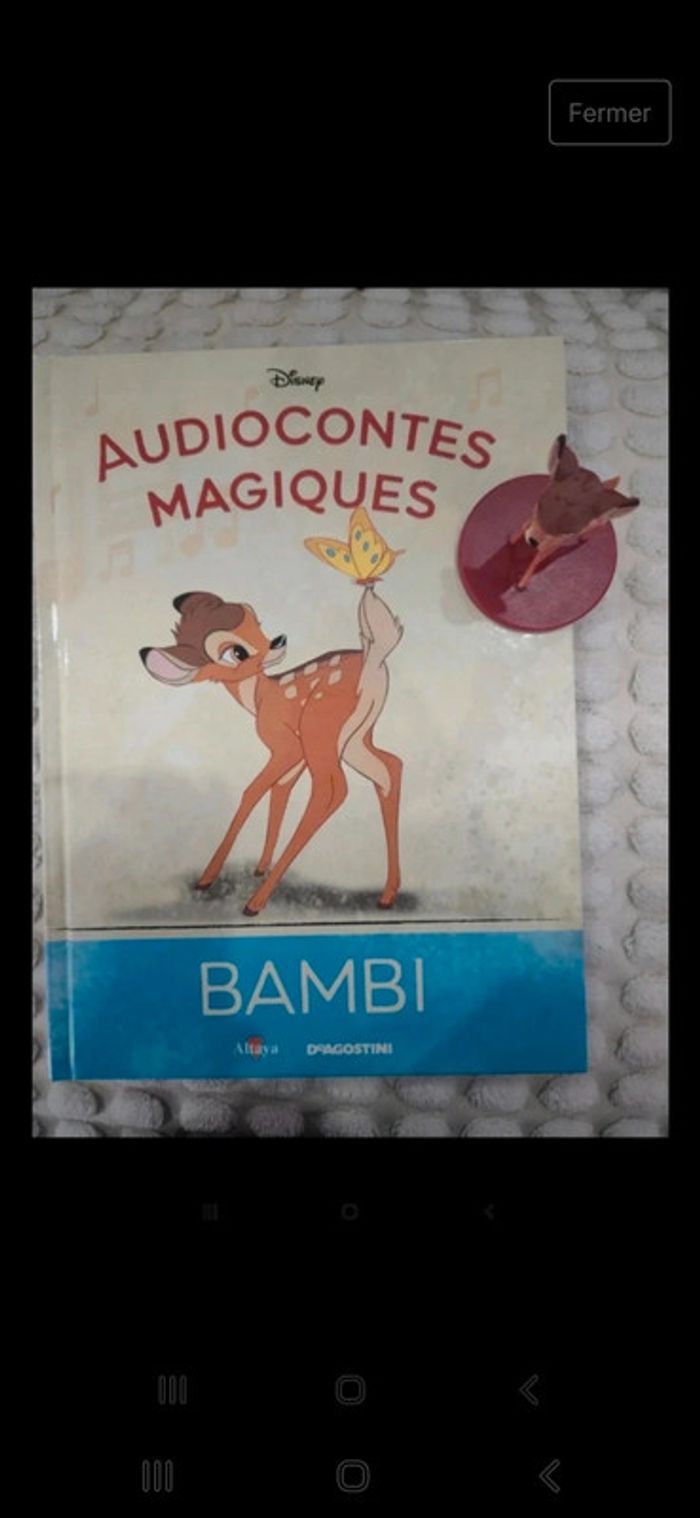 Fermer
Disney
AUDIOCONTES
MAGIQUES
BAMBI
Altaya DeAGOSTINI